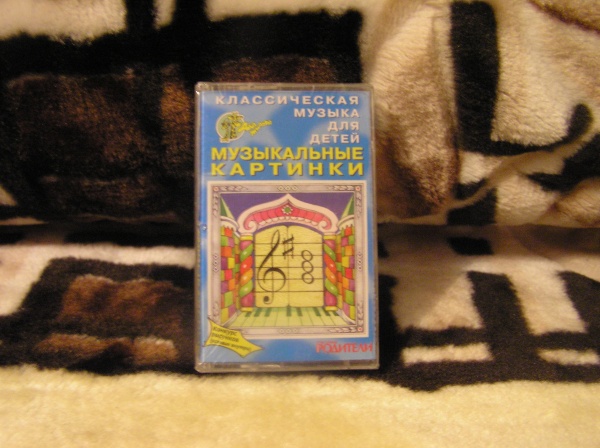 КЛАССИЧЕСКАЯ
МУЗЫКА
ДЛЯ
ДЕТЕЙ
МУЗЫКАЛЬНЫЕ
КАРТИНКИ
РОДИТЕЛИ